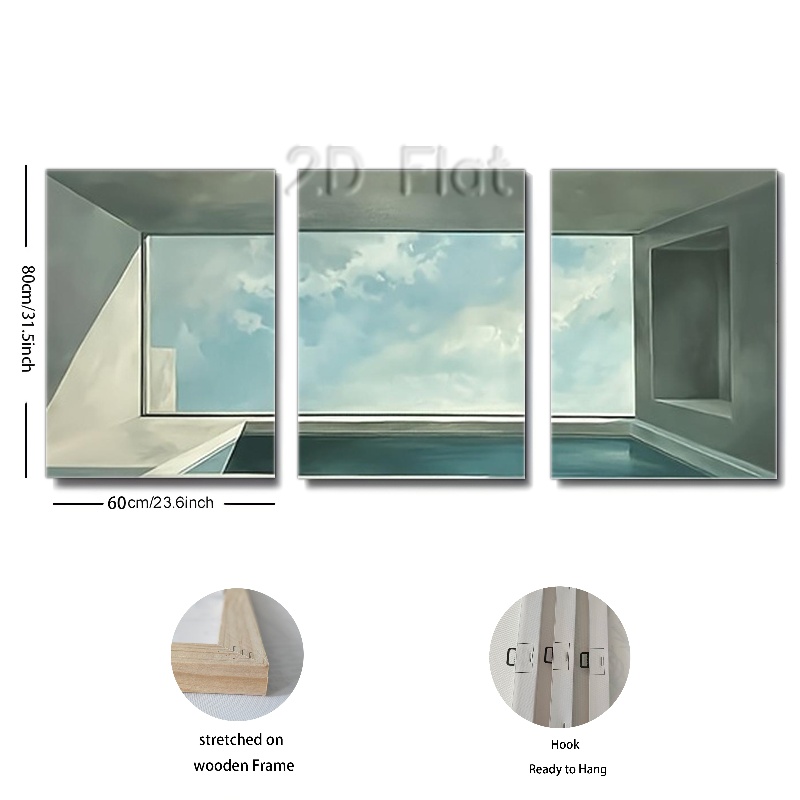 2D Flat
80cm/31.5inch
60cm/23.6inch
stretched on
wooden Frame
Hook
Ready to Hang